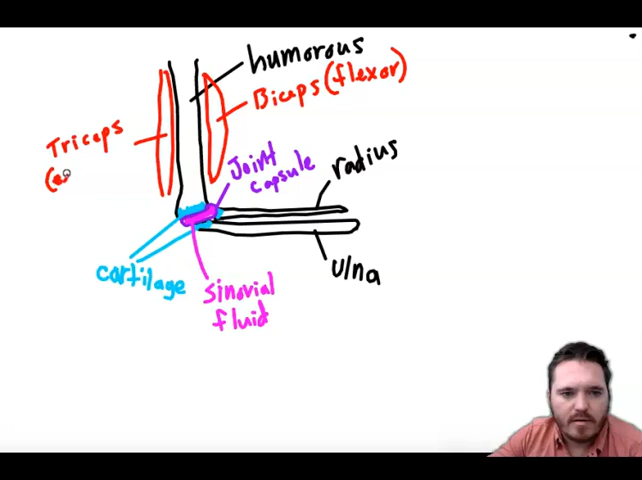 humorous
Biceps (flexor)
Triceps
(e
Joint
capsule
radius
cartilage
sinovial
fluid
ulna